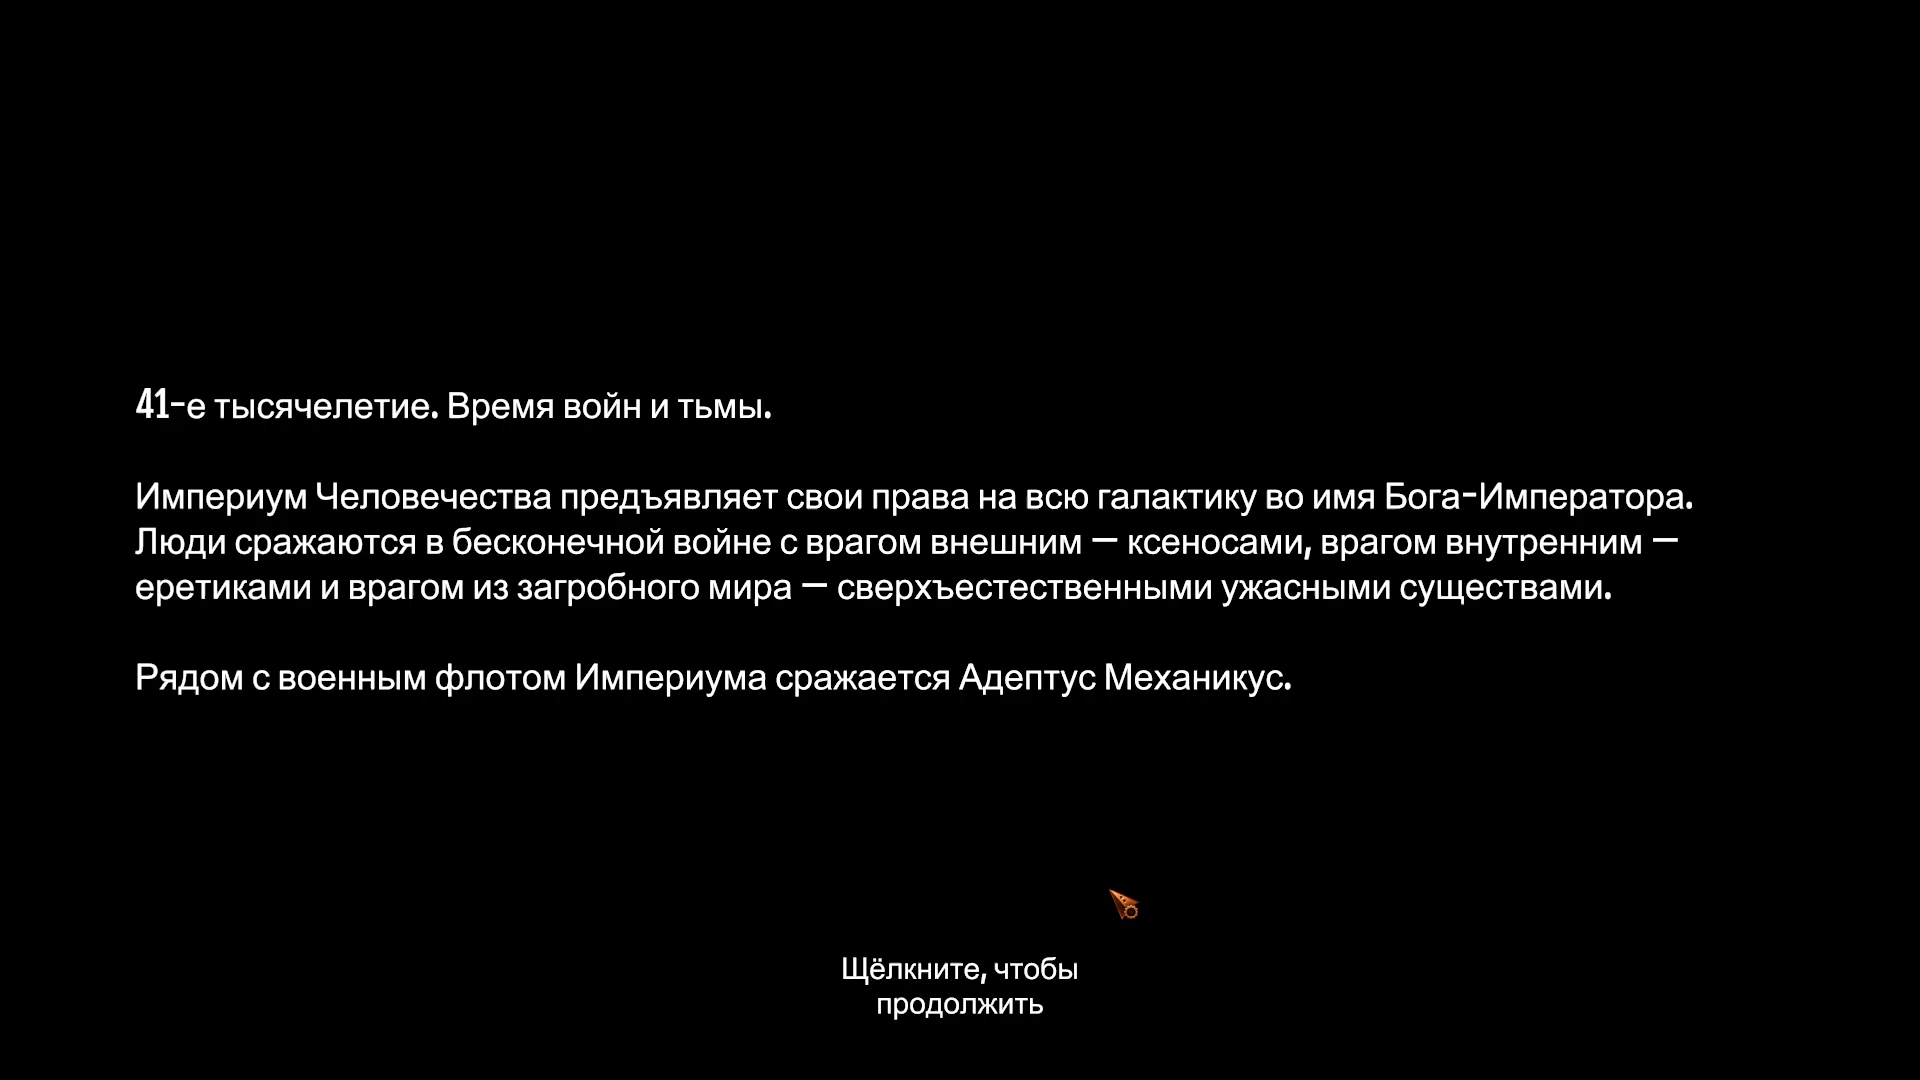 41-е тысячелетие. Время войн и тьмы.
Империум Человечества предъявляет свои права на всю галактику во имя Бога-Императора.
Люди сражаются в бесконечной войне с врагом внешним — ксеносами, врагом внутренним —
еретиками и врагом из загробного мира — сверхъестественными ужасными существами.
Рядом с военным флотом Империума сражается Адептус Механикус.
Щёлкните, чтобы
продолжить